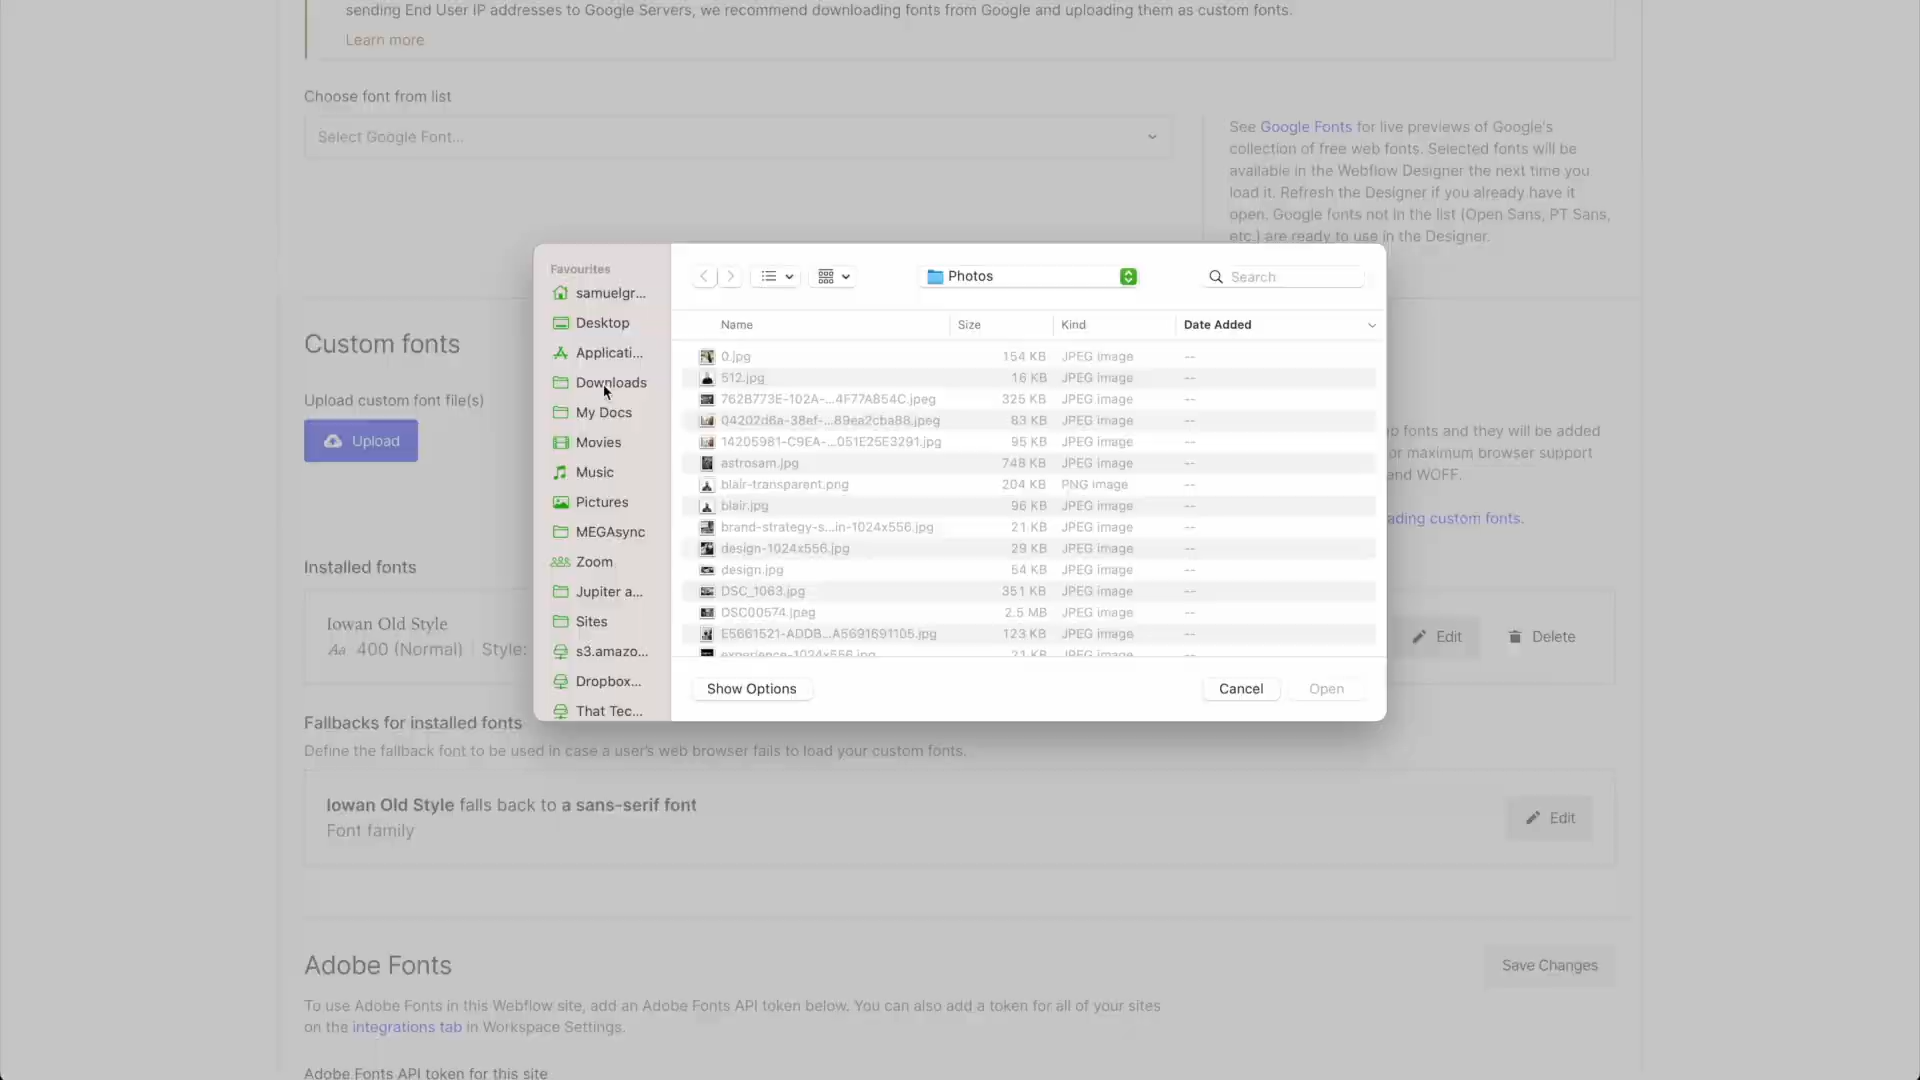 sending End User IP addresses to Google Servers, we recommend downloading fonts from Google and uploading them as custom fonts.
Learn more
Choose font from list
Select Google Font...
See Google Fonts for live previews of Google's
collection of free web fonts. Selected fonts will be
available in the Webflow Designer the next time you
load it. Refresh the Designer if you already have it
open. Google fonts not in the list (Open Sans, PT Sans,
etc.) are ready to use in the Designer.
Favourites
samuelgr...
Desktop
Applicati...
Downloads
My Docs
Movies
Music
Pictures
MEGAsync
Zoom
Jupiter a...
Sites
s3.amazo...
Dropbox...
That Tec...
Photos
Search
Name Size Kind Date Added
0.jpg 154 KB JPEG image --
512.jpg 16 KB JPEG image --
762B773E-102A-...4F77A854C.jpeg 325 KB JPEG image --
04202d6a-38ef-...89ea2cba88.jpeg 83 KB JPEG image --
14205981-C9EA-...051E25E3291.jpg 95 KB JPEG image --
astrosam.jpg 748 KB JPEG image --
blair-transparent.png 204 KB PNG image --
blair.jpg 96 KB JPEG image --
brand-strategy-s...in-1024x556.jpg 21 KB JPEG image --
design-1024x556.jpg 29 KB JPEG image --
design.jpg 54 KB JPEG image --
DSC_1063.jpg 351 KB JPEG image --
DSC00574.jpeg 2.5 MB JPEG image --
E5661521-ADDB...A5691691105.jpg 123 KB JPEG image --
experience-1024x556.jpg 21 KB JPEG image
Show Options
Cancel
Open
Custom fonts
Upload custom font file(s)
Upload
fonts and they will be added
or maximum browser support
and WOFF.
ading custom fonts.
Installed fonts
Iowan Old Style
Aa 400 (Normal) Style:
Edit
Delete
Fallbacks for installed fonts
Define the fallback font to be used in case a user's web browser fails to load your custom fonts.
Iowan Old Style falls back to a sans-serif font
Font family
Edit
Adobe Fonts
Save Changes
To use Adobe Fonts in this Webflow site, add an Adobe Fonts API token below. You can also add a token for all of your sites
on the integrations tab in Workspace Settings.
Adobe Fonts API token for this site